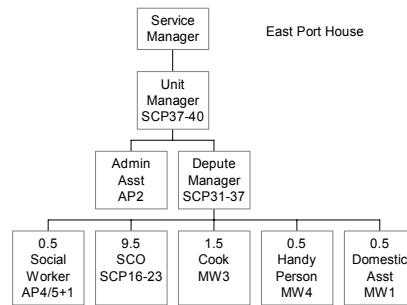 Service
Manager
East Port House
Unit
Manager
SCP37-40
Admin
Asst
AP2
Depute
Manager
SCP31-37
0.5
Social
Worker
AP4/5+1
9.5
SCO
SCP16-23
1.5
Cook
MW3
0.5
Handy
Person
MW4
0.5
Domestic
Asst
MW1